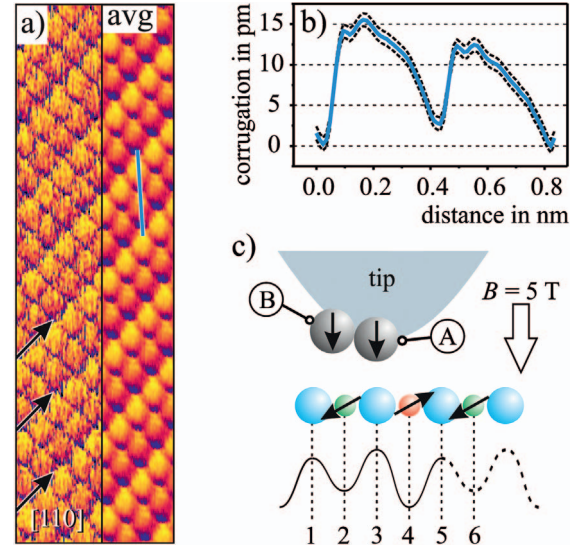 a)
avg
[110]
b)
corrugation in pm
15
10
5
0
0.0 0.2 0.4 0.6 0.8
distance in nm
c)
tip
B
A
B = 5 T
1 2 3 4 5 6